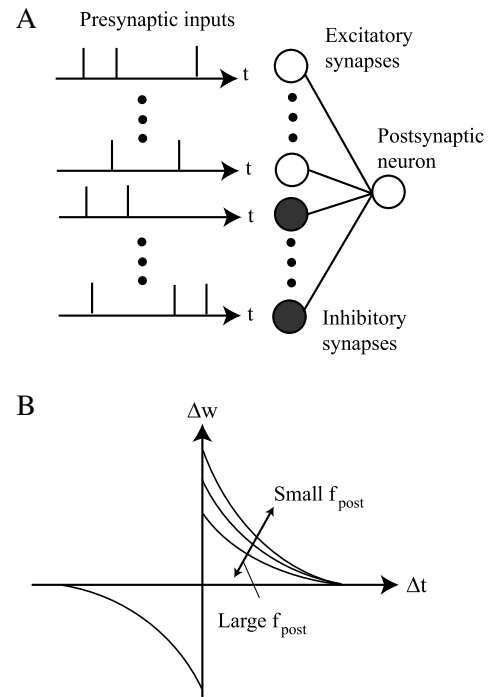 A
Presynaptic inputs
t
t
t
t
Excitatory
synapses
Postsynaptic
neuron
Inhibitory
synapses
B
Δw
Small f_post
Δt
Large f_post